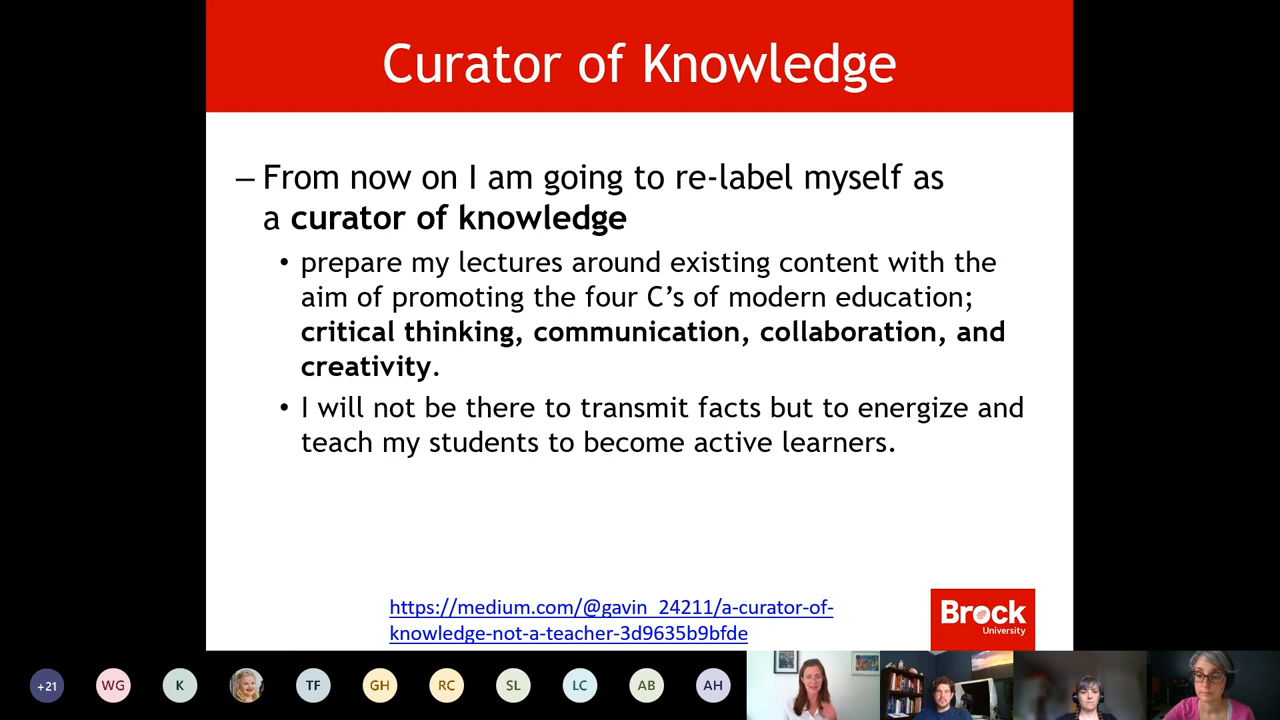 Curator of Knowledge
– From now on I am going to re-label myself as
a curator of knowledge
• prepare my lectures around existing content with the
aim of promoting the four C’s of modern education;
critical thinking, communication, collaboration, and
creativity.
• I will not be there to transmit facts but to energize and
teach my students to become active learners.
https://medium.com/@gavin_24211/a-curator-of-
knowledge-not-a-teacher-3d9635b9bfde
Brock
University
+21 WG K TF GH RC SL LC AB AH